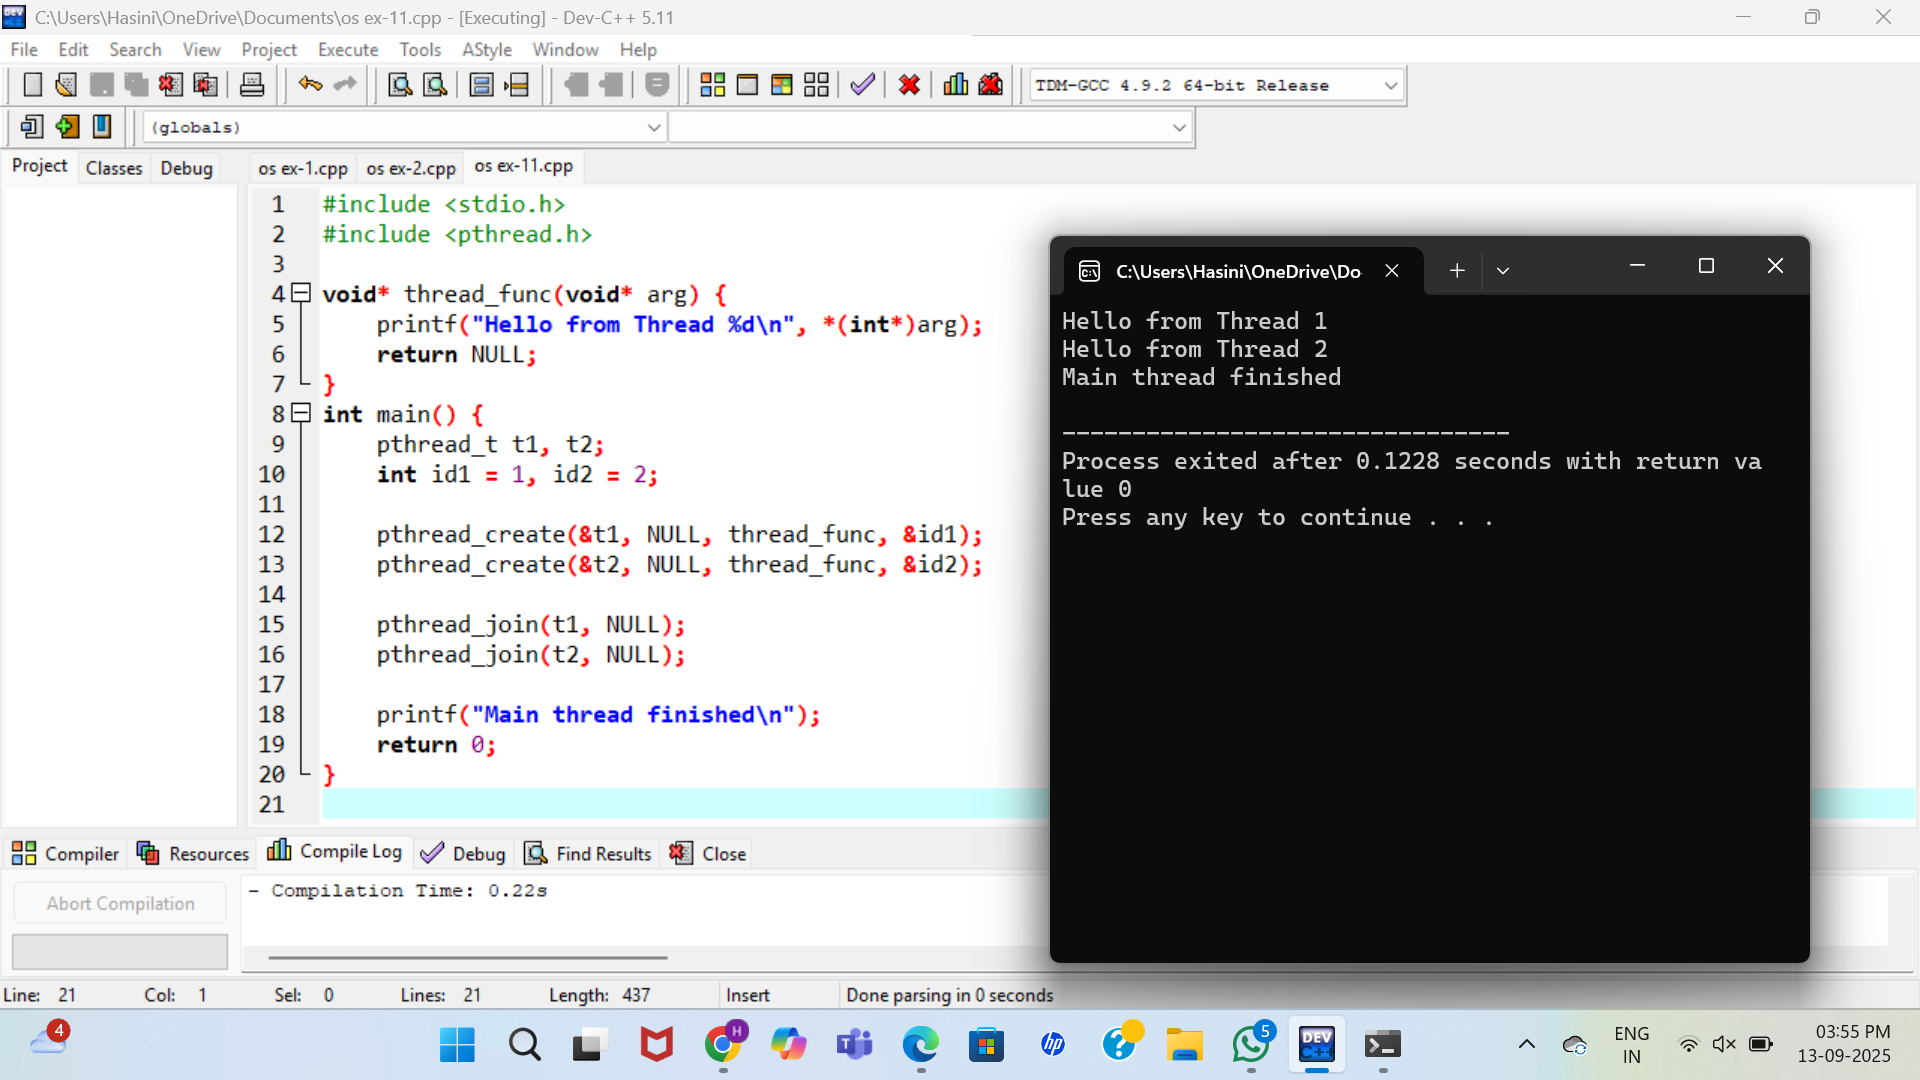 C:\Users\Hasini\OneDrive\Documents\os ex-11.cpp - [Executing] - Dev-C++ 5.11
File Edit Search View Project Execute Tools AStyle Window Help
TDM-GCC 4.9.2 64-bit Release
(globals)
Project Classes Debug
os ex-1.cpp os ex-2.cpp os ex-11.cpp
1 #include <stdio.h>
2 #include <pthread.h>
3
4 void* thread_func(void* arg) {
5 printf("Hello from Thread %d\n", *(int*)arg);
6 return NULL;
7 }
8 int main() {
9 pthread_t t1, t2;
10 int id1 = 1, id2 = 2;
11
12 pthread_create(&t1, NULL, thread_func, &id1);
13 pthread_create(&t2, NULL, thread_func, &id2);
14
15 pthread_join(t1, NULL);
16 pthread_join(t2, NULL);
17
18 printf("Main thread finished\n");
19 return 0;
20 }
21
C:\Users\Hasini\OneDrive\Do
Hello from Thread 1
Hello from Thread 2
Main thread finished
--------------------------------
Process exited after 0.1228 seconds with return va
lue 0
Press any key to continue . . .
Compiler Resources Compile Log Debug Find Results Close
Abort Compilation
- Compilation Time: 0.22s
Line: 21 Col: 1 Sel: 0 Lines: 21 Length: 437 Insert Done parsing in 0 seconds
4
H
T
hp
?
5
DEV
C++
ENG
IN
03:55 PM
13-09-2025